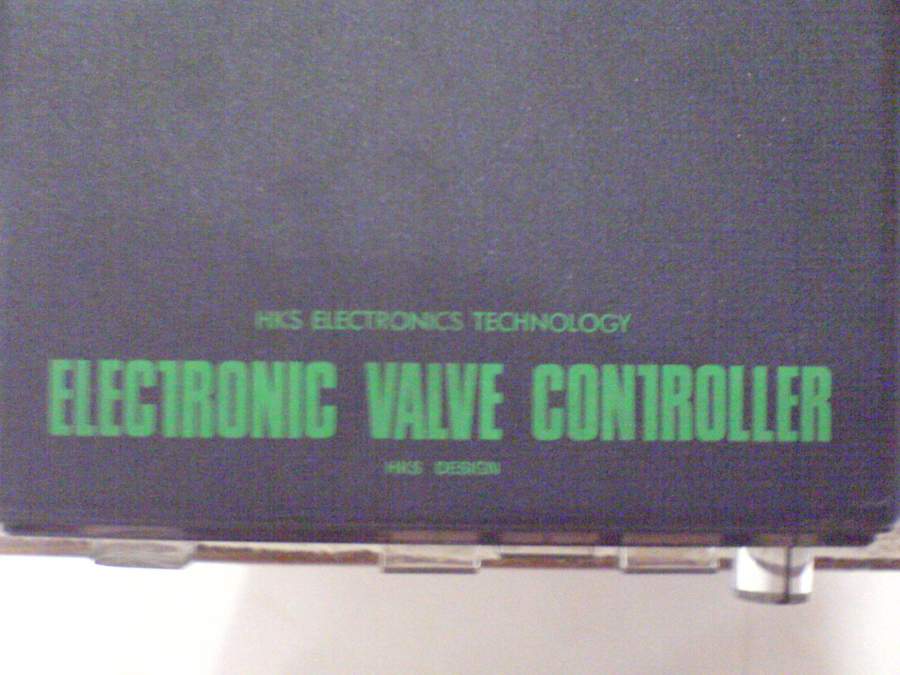 HKS ELECTRONICS TECHNOLOGY
ELECTRONIC VALVE CONTROLLER
HKS DESIGN